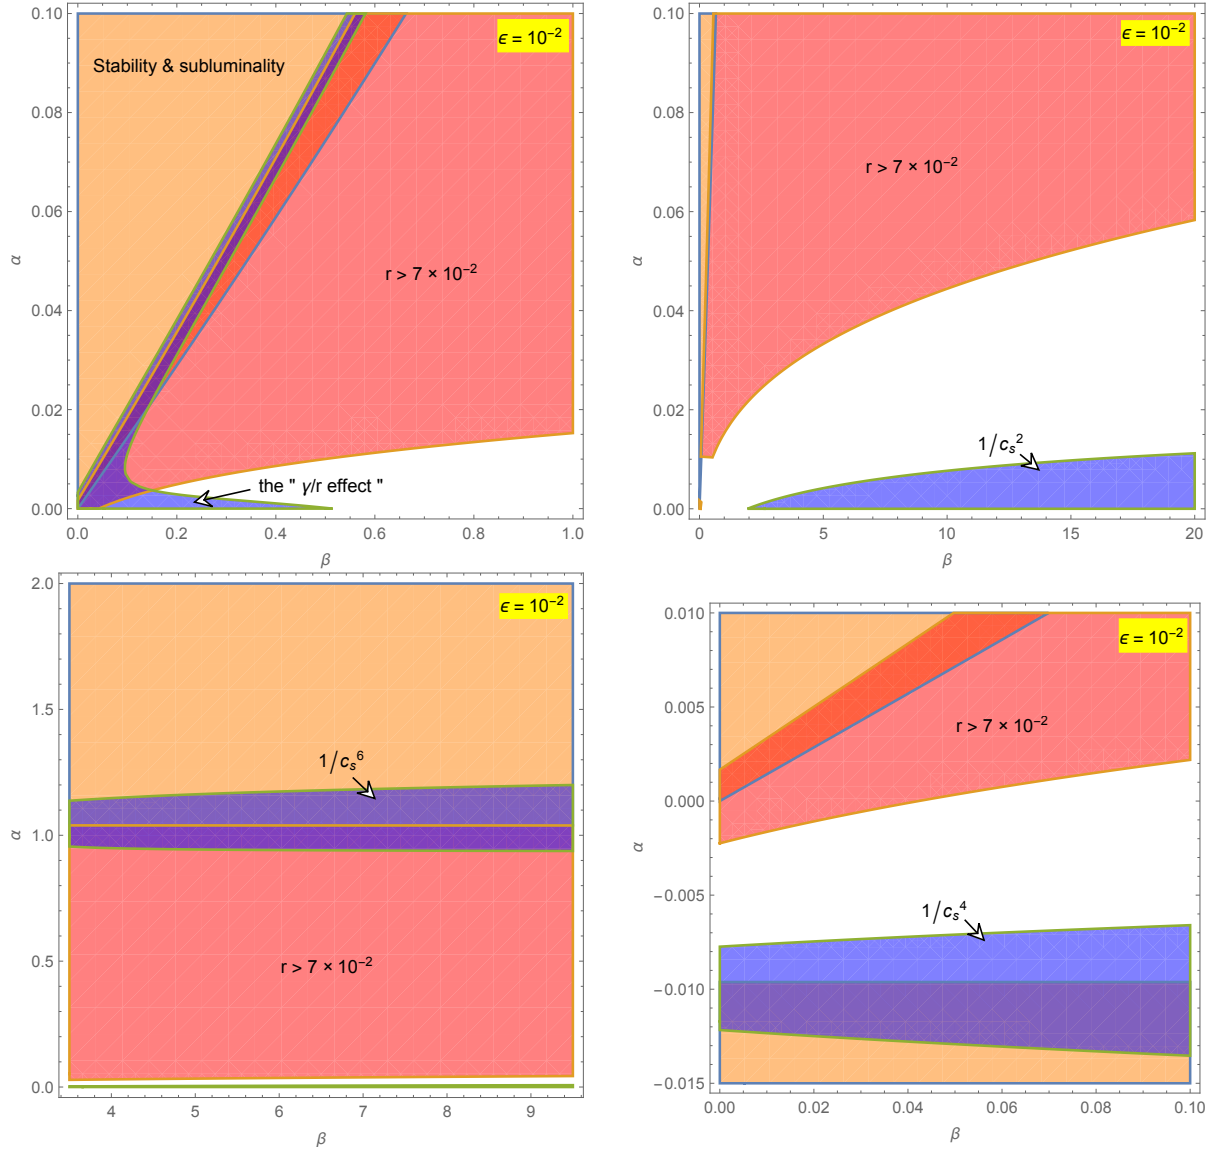 0.10
0.08
0.06
0.04
0.02
0.00
α
0.0 0.2 0.4 0.6 0.8 1.0
β
ϵ = 10⁻²
Stability & subluminality
r > 7 × 10⁻²
the " γ/r effect "
0.10
0.08
0.06
0.04
0.02
0.00
α
0 5 10 15 20
β
ϵ = 10⁻²
r > 7 × 10⁻²
1/cₛ²
2.0
1.5
1.0
0.5
0.0
α
4 5 6 7 8 9
β
ϵ = 10⁻²
1/cₛ⁶
r > 7 × 10⁻²
0.010
0.005
0.000
−0.005
−0.010
−0.015
α
0.00 0.02 0.04 0.06 0.08 0.10
β
ϵ = 10⁻²
r > 7 × 10⁻²
1/cₛ⁴